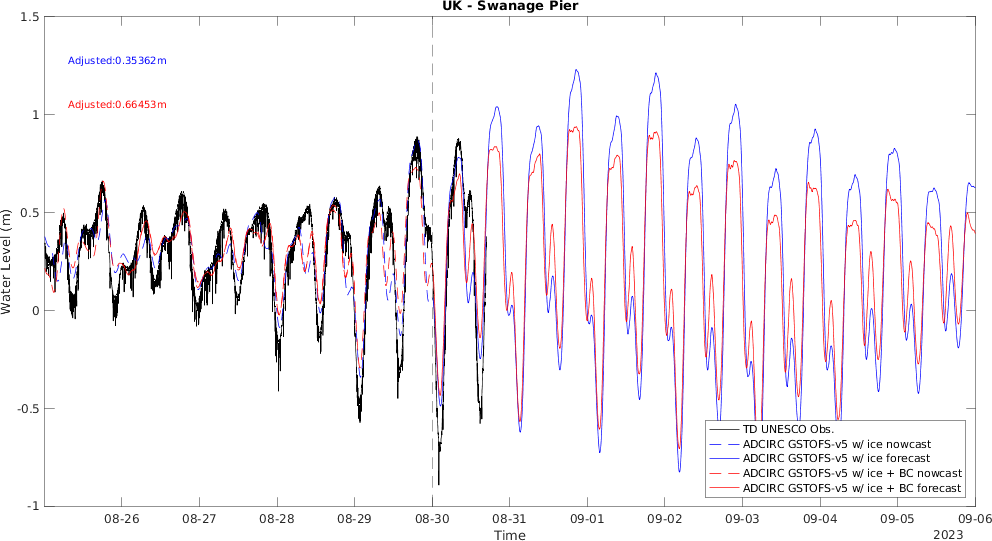 UK - Swanage Pier
1.5
1
0.5
0
-0.5
-1
Water Level (m)
Adjusted:0.35362m
Adjusted:0.66453m
TD UNESCO Obs.
ADCIRC GSTOFS-v5 w/ ice nowcast
ADCIRC GSTOFS-v5 w/ ice forecast
ADCIRC GSTOFS-v5 w/ ice + BC nowcast
ADCIRC GSTOFS-v5 w/ ice + BC forecast
08-26 08-27 08-28 08-29 08-30 08-31 09-01 09-02 09-03 09-04 09-05 09-06
Time
2023